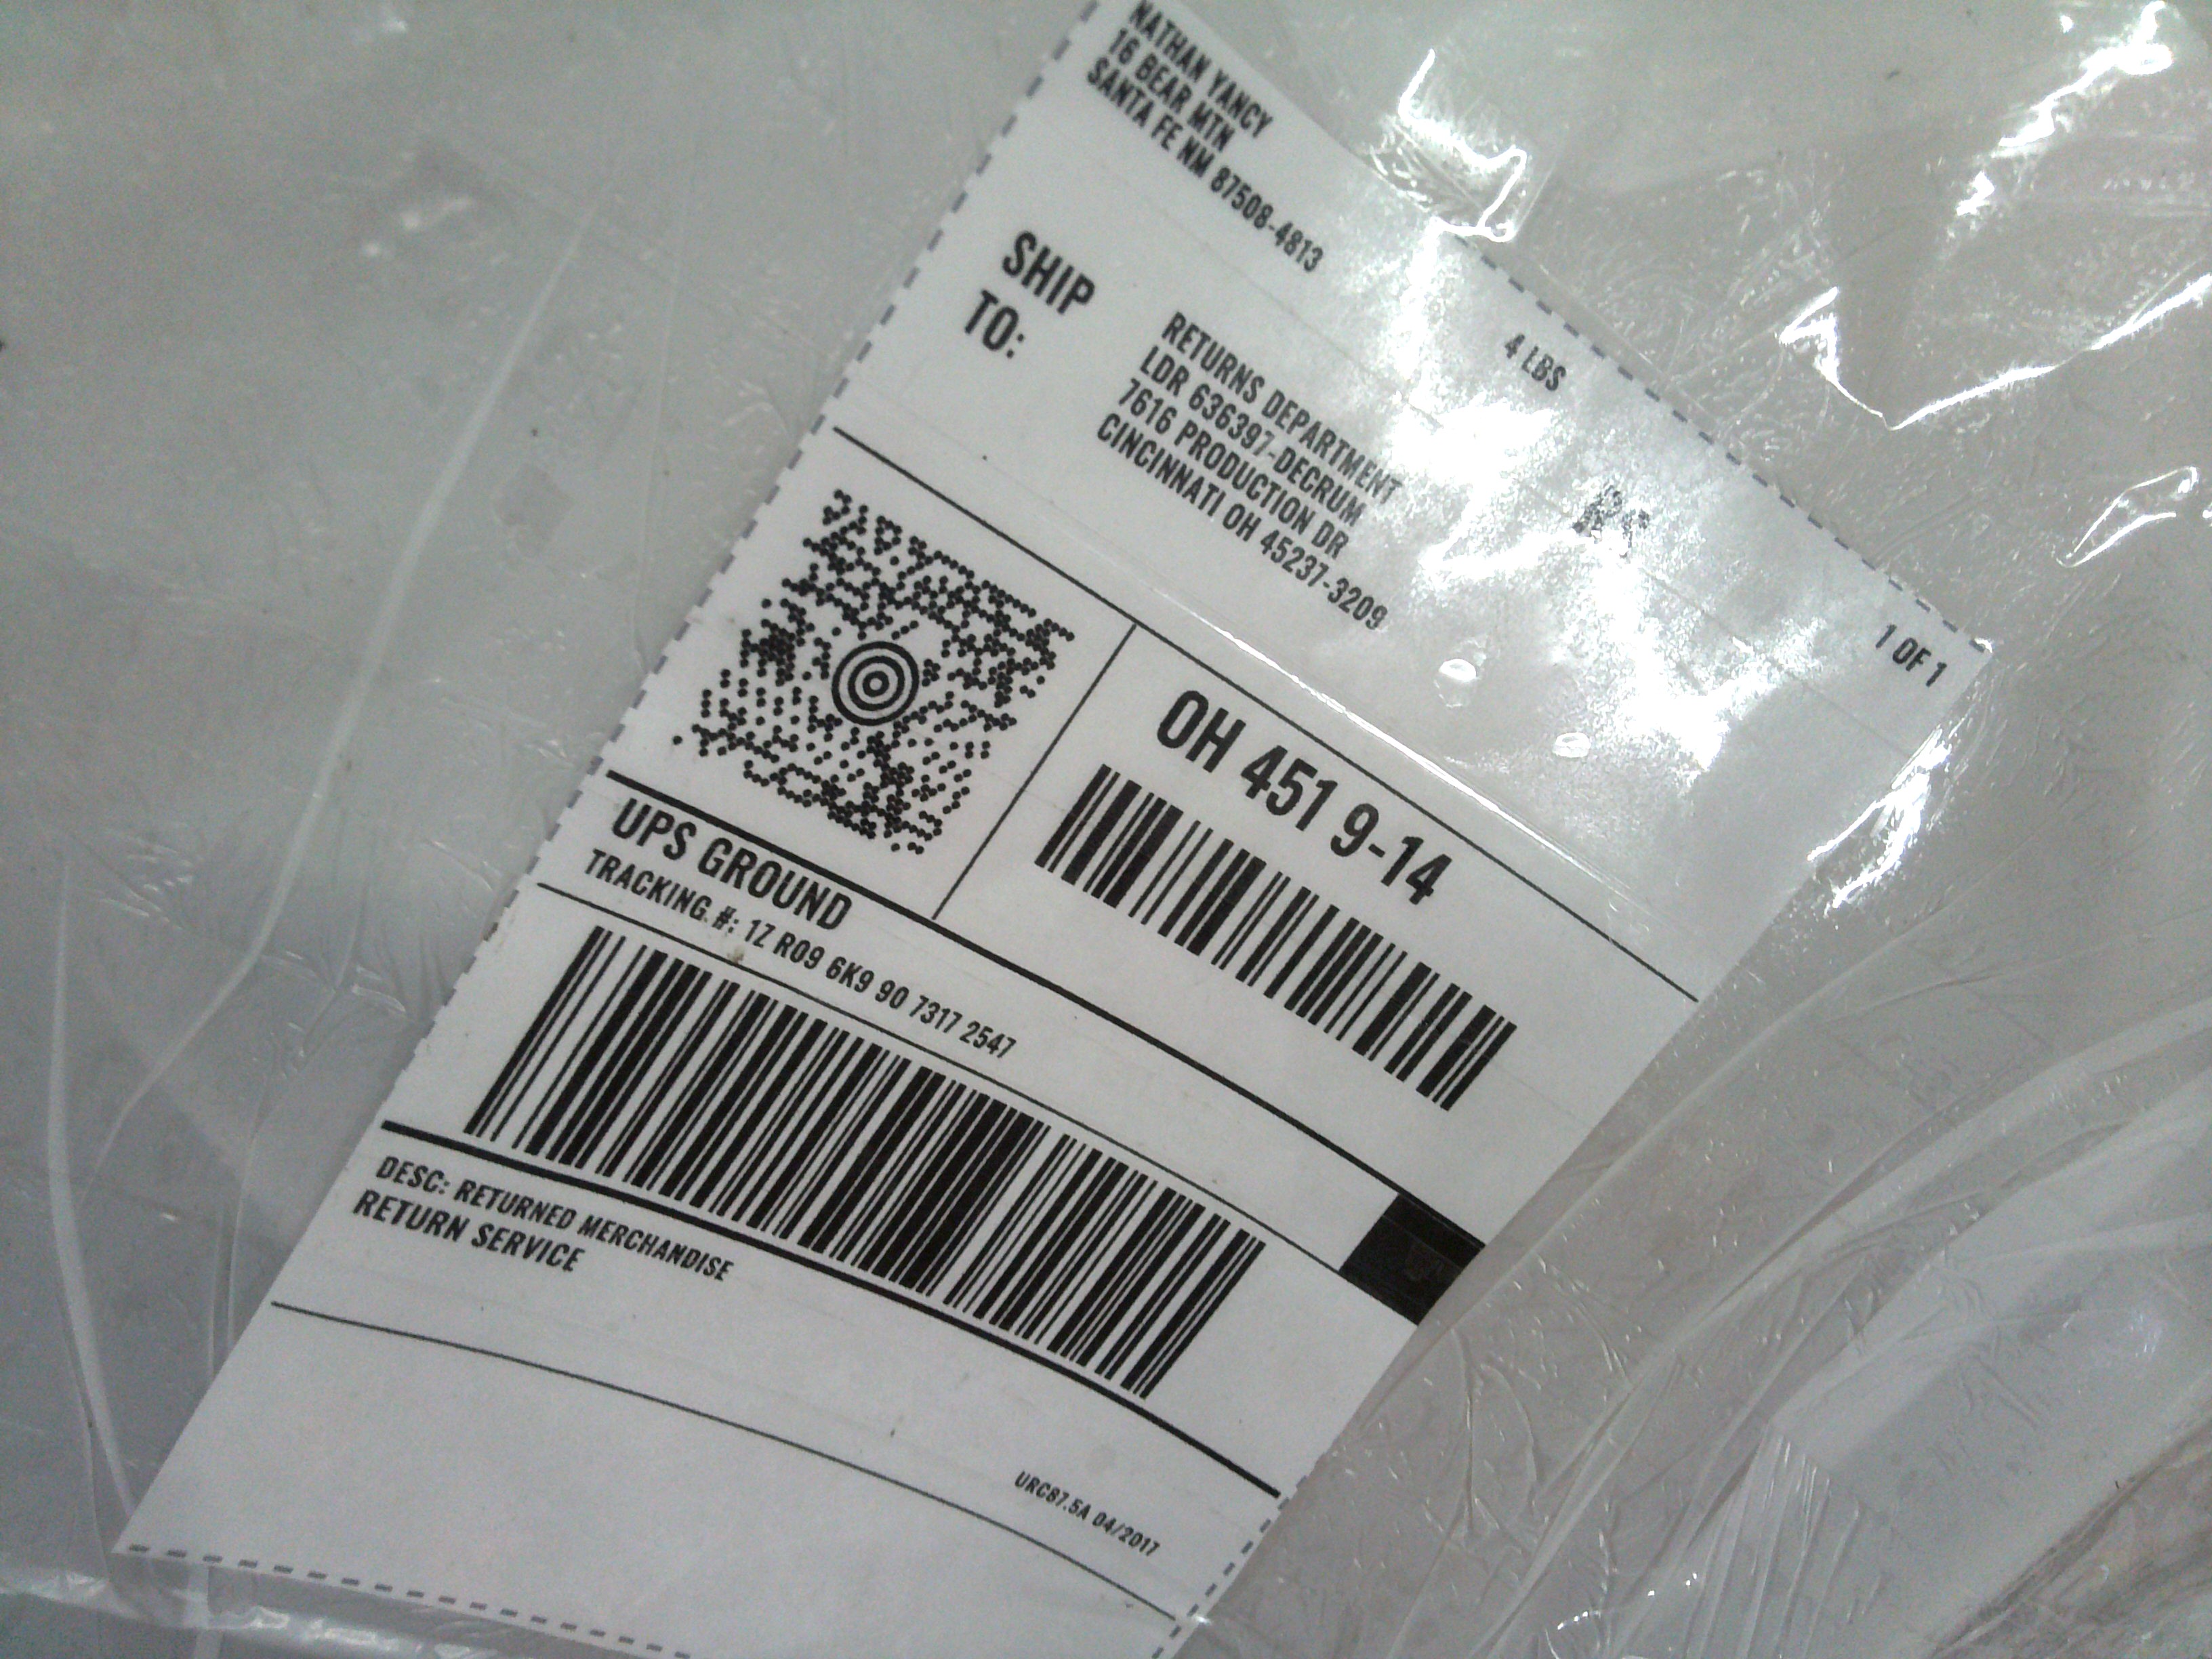 NATHAN YANCY
16 BEAR MTN
SANTA FE NM 87508-4813
4 LBS
1 OF 1
RS
SHIP
TO:
RETURNS DEPARTMENT
LDR 636397-DECRUM
7616 PRODUCTION DR
CINCINNATI OH 45237-3209
OH 451 9-14
UPS GROUND
TRACKING #: 1Z R09 6K9 90 7317 2547
DESC: RETURNED MERCHANDISE
RETURN SERVICE
URC87.5A 04/2017